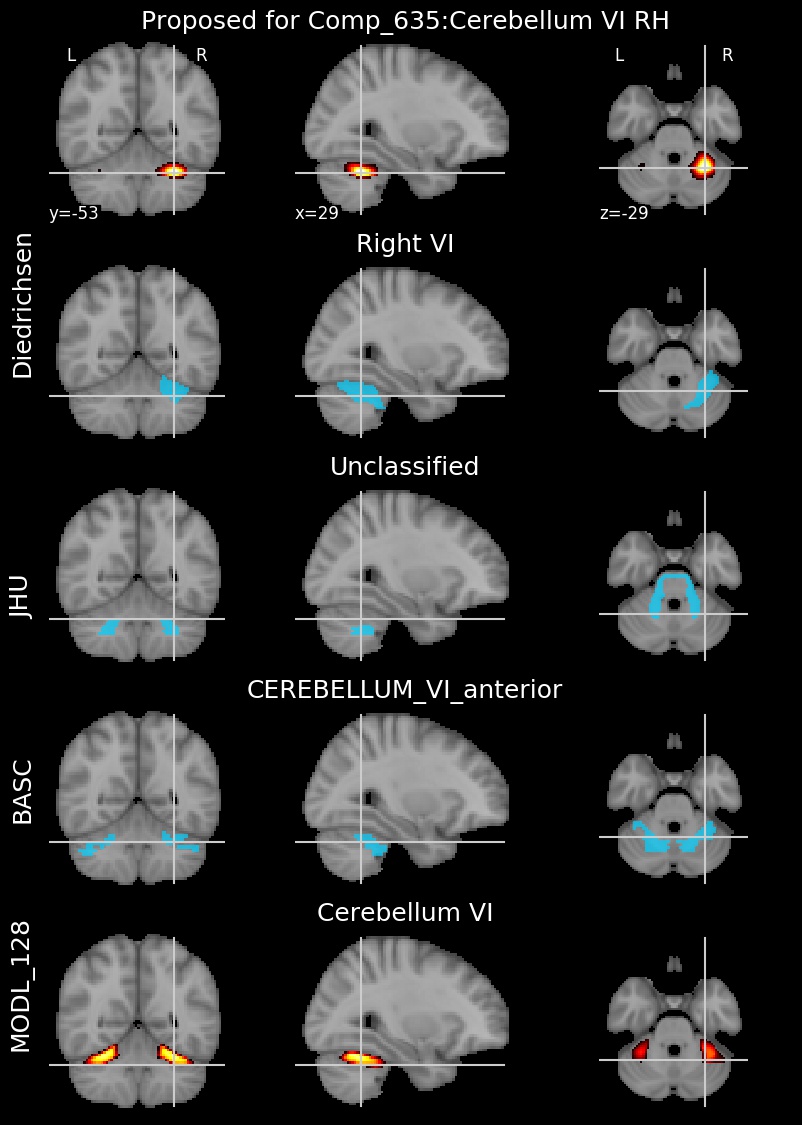 Proposed for Comp_635:Cerebellum VI RH
L R
L R
y=-53
x=29
z=-29
Diedrichsen
Right VI
JHU
Unclassified
BASC
CEREBELLUM_VI_anterior
MODL_128
Cerebellum VI